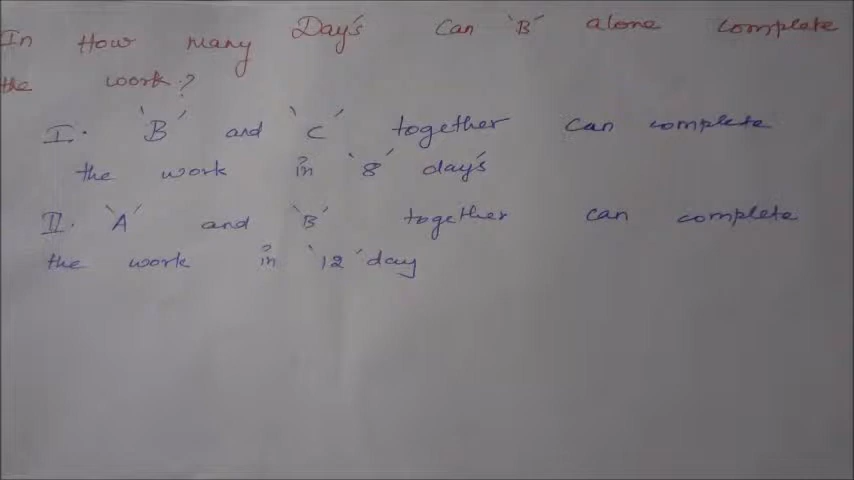 In How many Day's Can 'B' alone complete
the work?
I. 'B' and 'C' together can complete
the work in '8' day's
II. 'A' and 'B' together can complete
the work in '12' day